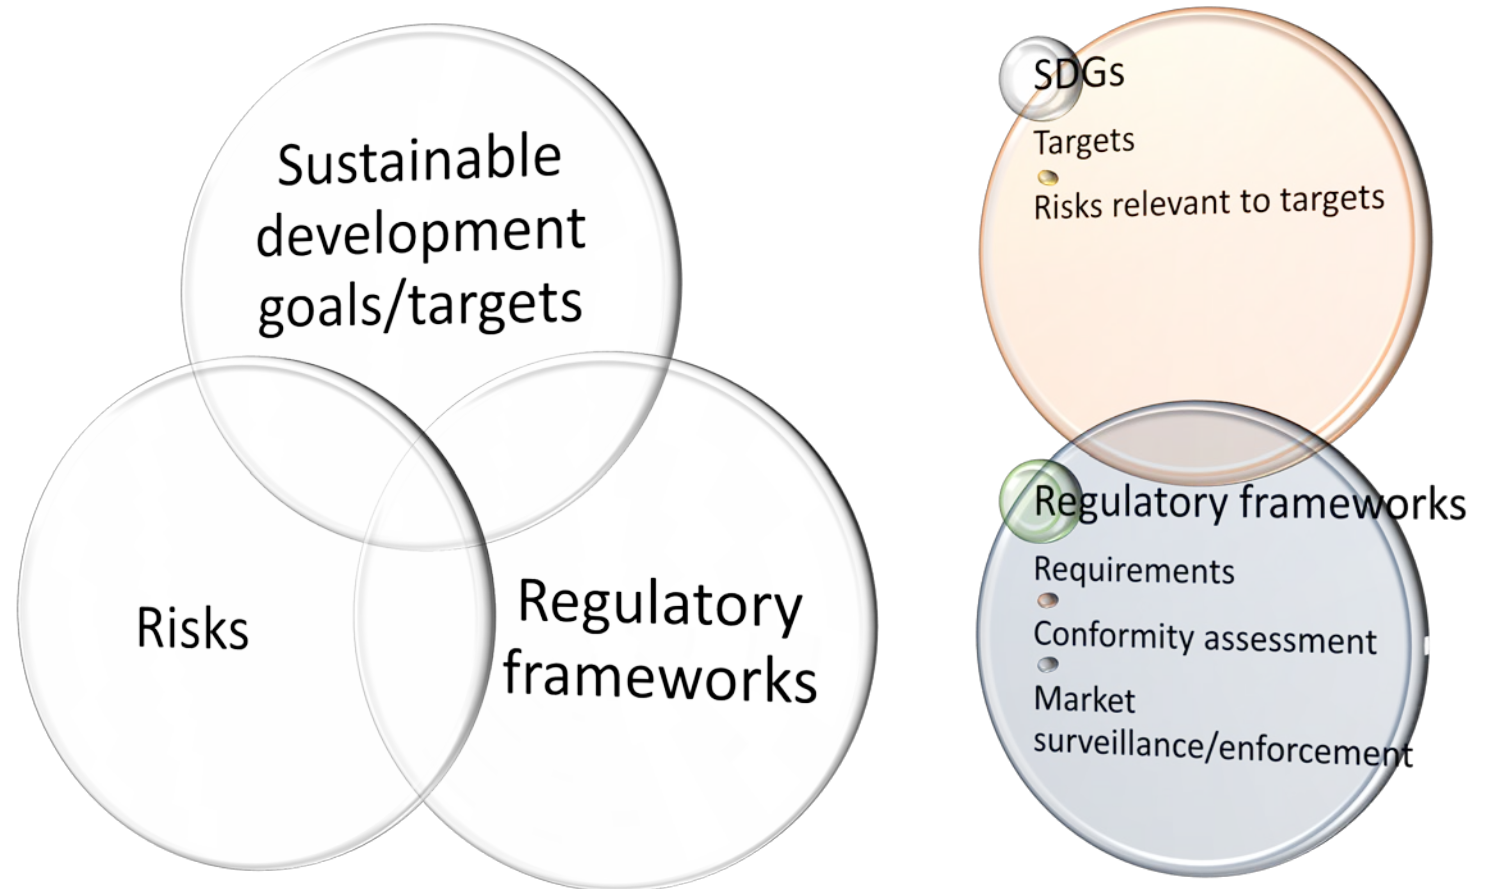 Sustainable
development
goals/targets
Risks
Regulatory
frameworks
SDGs
Targets
Risks relevant to targets
Regulatory frameworks
Requirements
Conformity assessment
Market
surveillance/enforcement